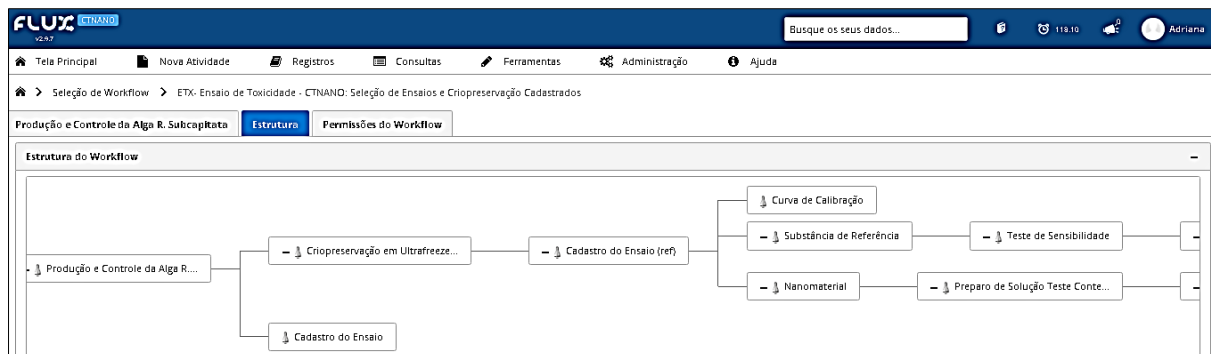 FLUX CTNANO
v2.9.7
Busque os seus dados...
118.10
0
Adriana
Tela Principal Nova Atividade Registros Consultas Ferramentas Administração Ajuda
> Seleção de Workflow > ETX- Ensaio de Toxicidade - CTNANO: Seleção de Ensaios e Criopreservação Cadastrados
Produção e Controle da Alga R. Subcapitata Estrutura Permissões do Workflow
Estrutura do Workflow
Curva de Calibração
Substância de Referência
Teste de Sensibilidade
Criopreservação em Ultrafreeze...
Cadastro do Ensaio (ref)
Produção e Controle da Alga R....
Nanomaterial
Preparo de Solução Teste Conte...
Cadastro do Ensaio